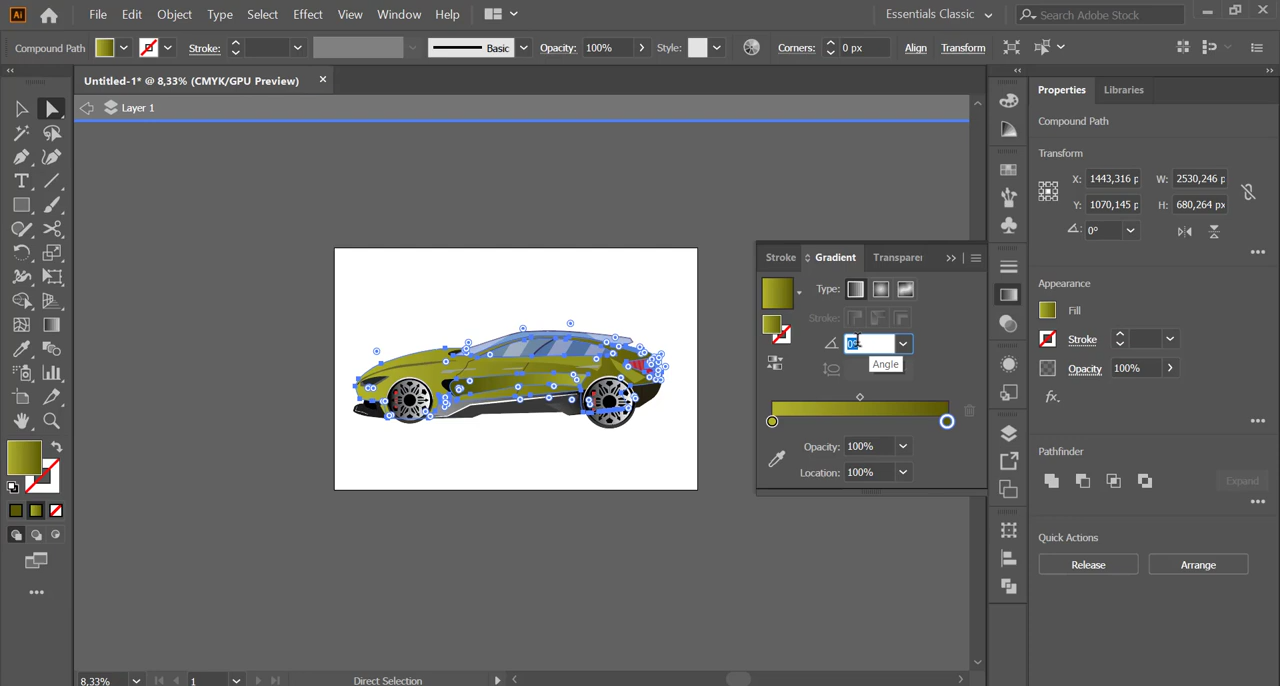 Ai File Edit Object Type Select Effect View Window Help Essentials Classic Search Adobe Stock
Compound Path Stroke: Basic Opacity: 100% Style: Corners: 0 px Align Transform
Untitled-1* @ 8,33% (CMYK/GPU Preview)
Layer 1
Properties Libraries
Compound Path
Transform
X: 1443,316 p W: 2530,246 p
Y: 1070,145 p H: 680,264 px
0°
Stroke Gradient Transparen
Type:
Stroke:
0°
Angle
Opacity: 100%
Location: 100%
Appearance
Fill
Stroke
Opacity 100%
fx.
Pathfinder
Expand
Quick Actions
Release Arrange
8,33% 1 Direct Selection